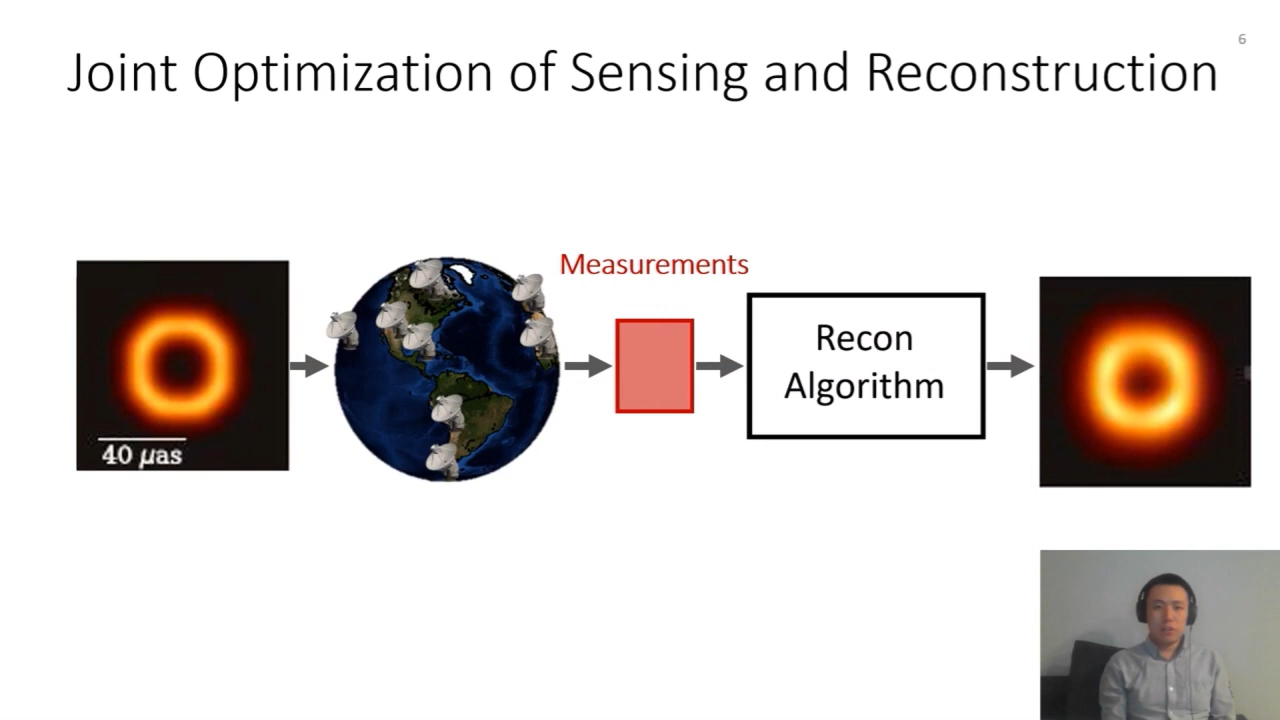 6
Joint Optimization of Sensing and Reconstruction
Measurements
Recon
Algorithm
40 μas